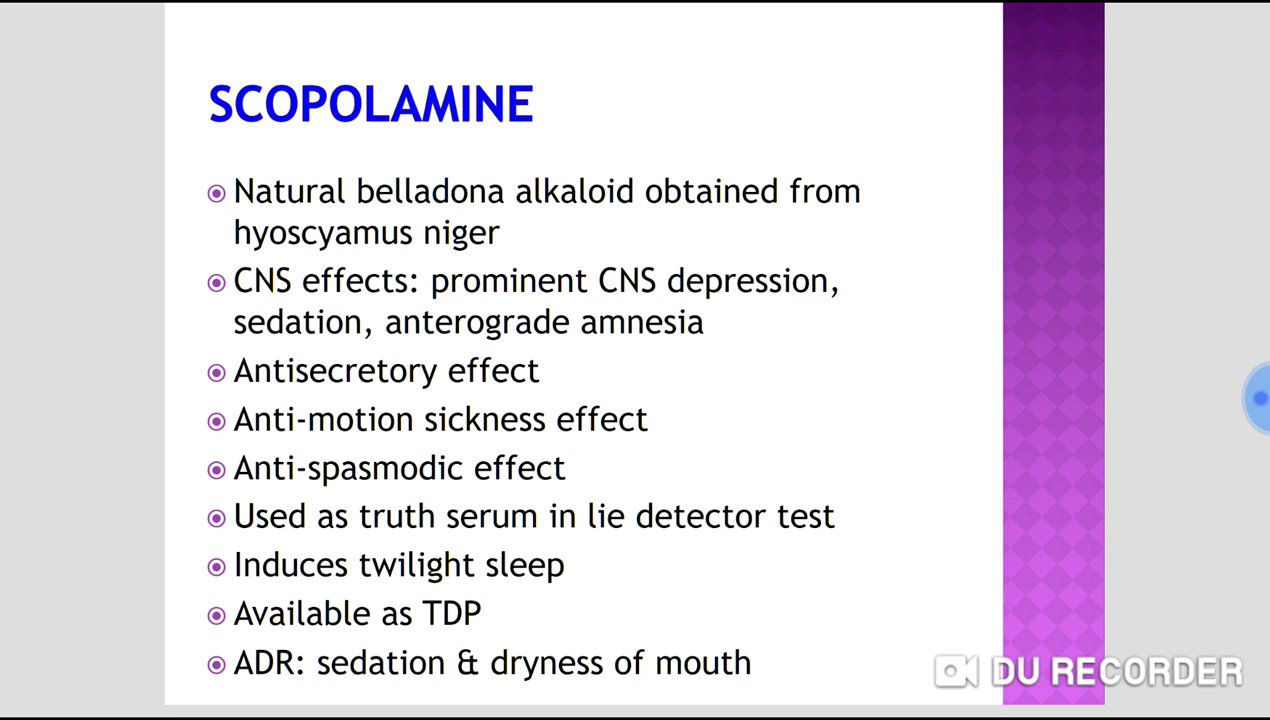 SCOPOLAMINE
Natural belladona alkaloid obtained from
hyoscyamus niger
CNS effects: prominent CNS depression,
sedation, anterograde amnesia
Antisecretory effect
Anti-motion sickness effect
Anti-spasmodic effect
Used as truth serum in lie detector test
Induces twilight sleep
Available as TDP
ADR: sedation & dryness of mouth
DU RECORDER